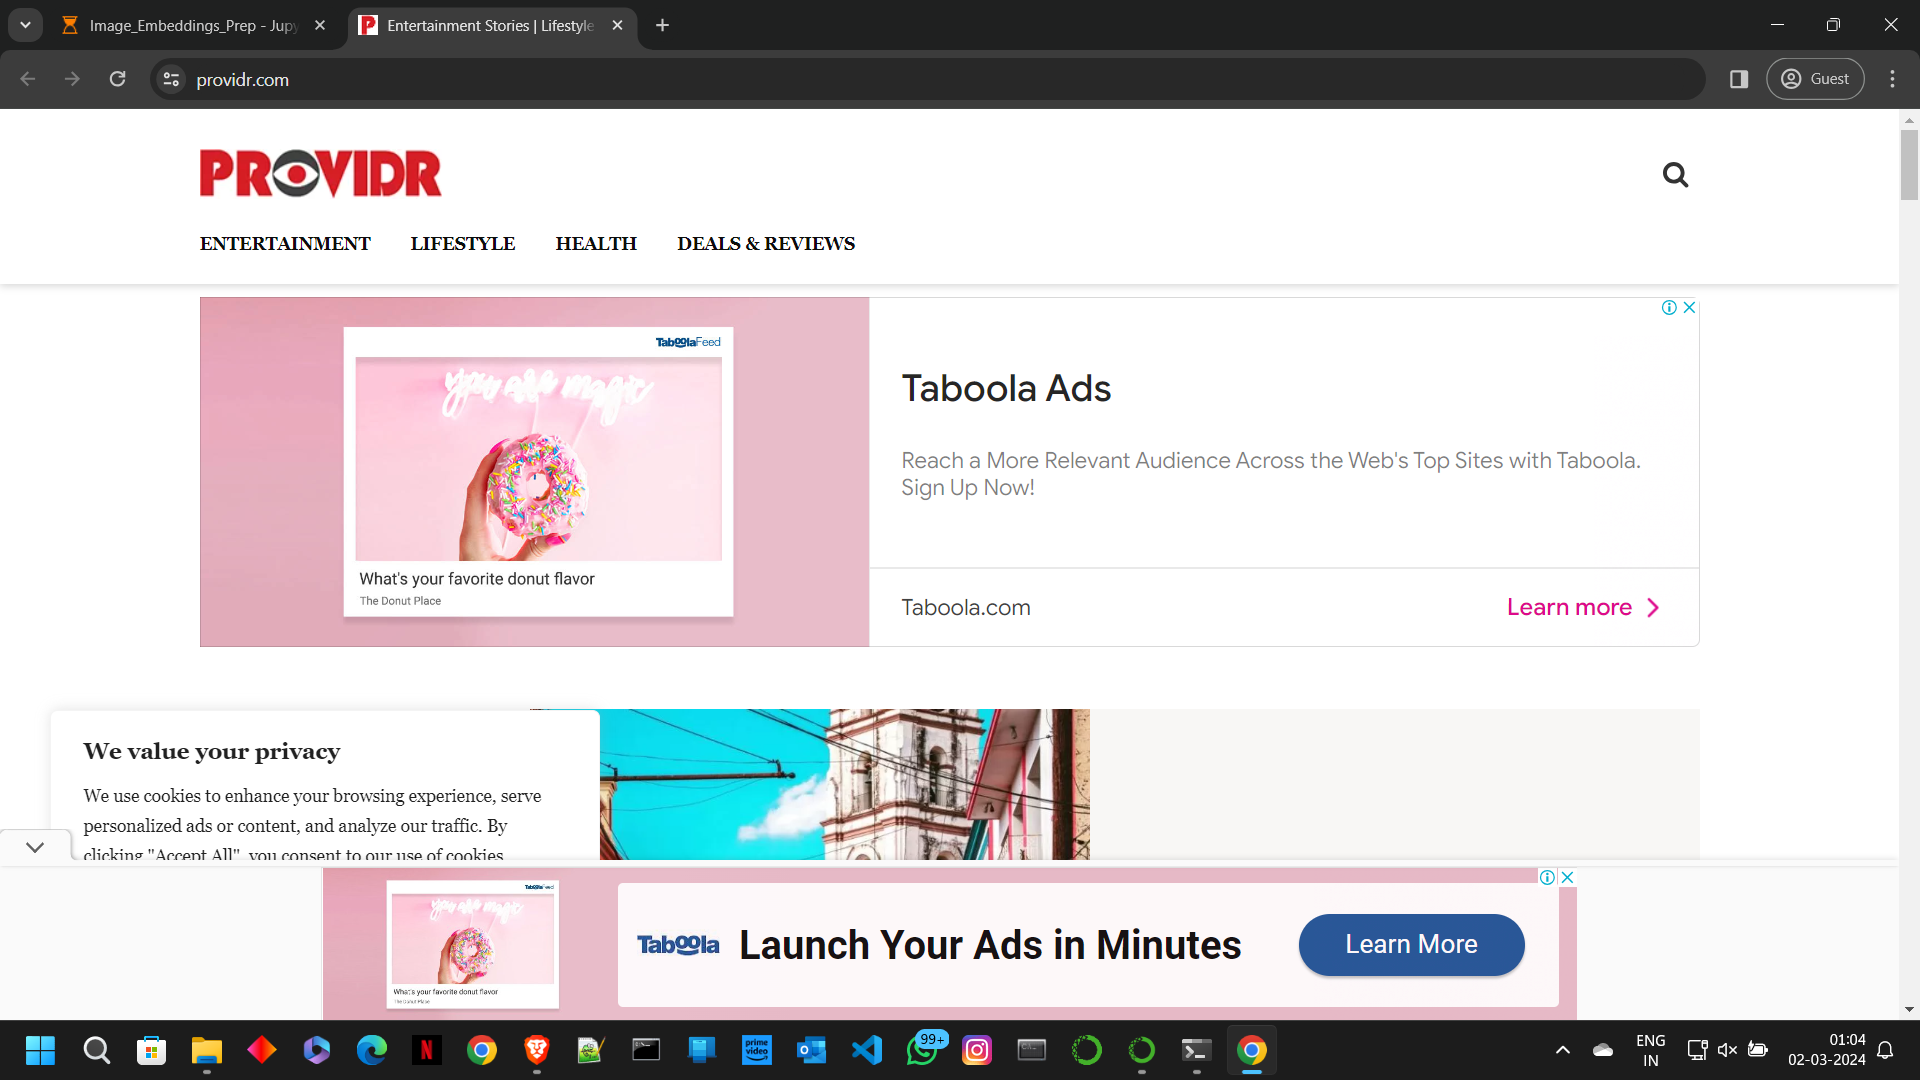 Image_Embeddings_Prep - Jupy
Entertainment Stories | Lifestyle
providr.com
Guest
PROVIDR
ENTERTAINMENT LIFESTYLE HEALTH DEALS & REVIEWS
TaboolaFeed
you are magic
What's your favorite donut flavor
The Donut Place
Taboola Ads
Reach a More Relevant Audience Across the Web's Top Sites with Taboola.
Sign Up Now!
Taboola.com
Learn more
We value your privacy
We use cookies to enhance your browsing experience, serve
personalized ads or content, and analyze our traffic. By
clicking "Accept All", you consent to our use of cookies.
TaboolaFeed
you are magic
What's your favorite donut flavor
The Donut Place
Taboola
Launch Your Ads in Minutes
Learn More
N
prime
video
99+
ENG
IN
01:04
02-03-2024